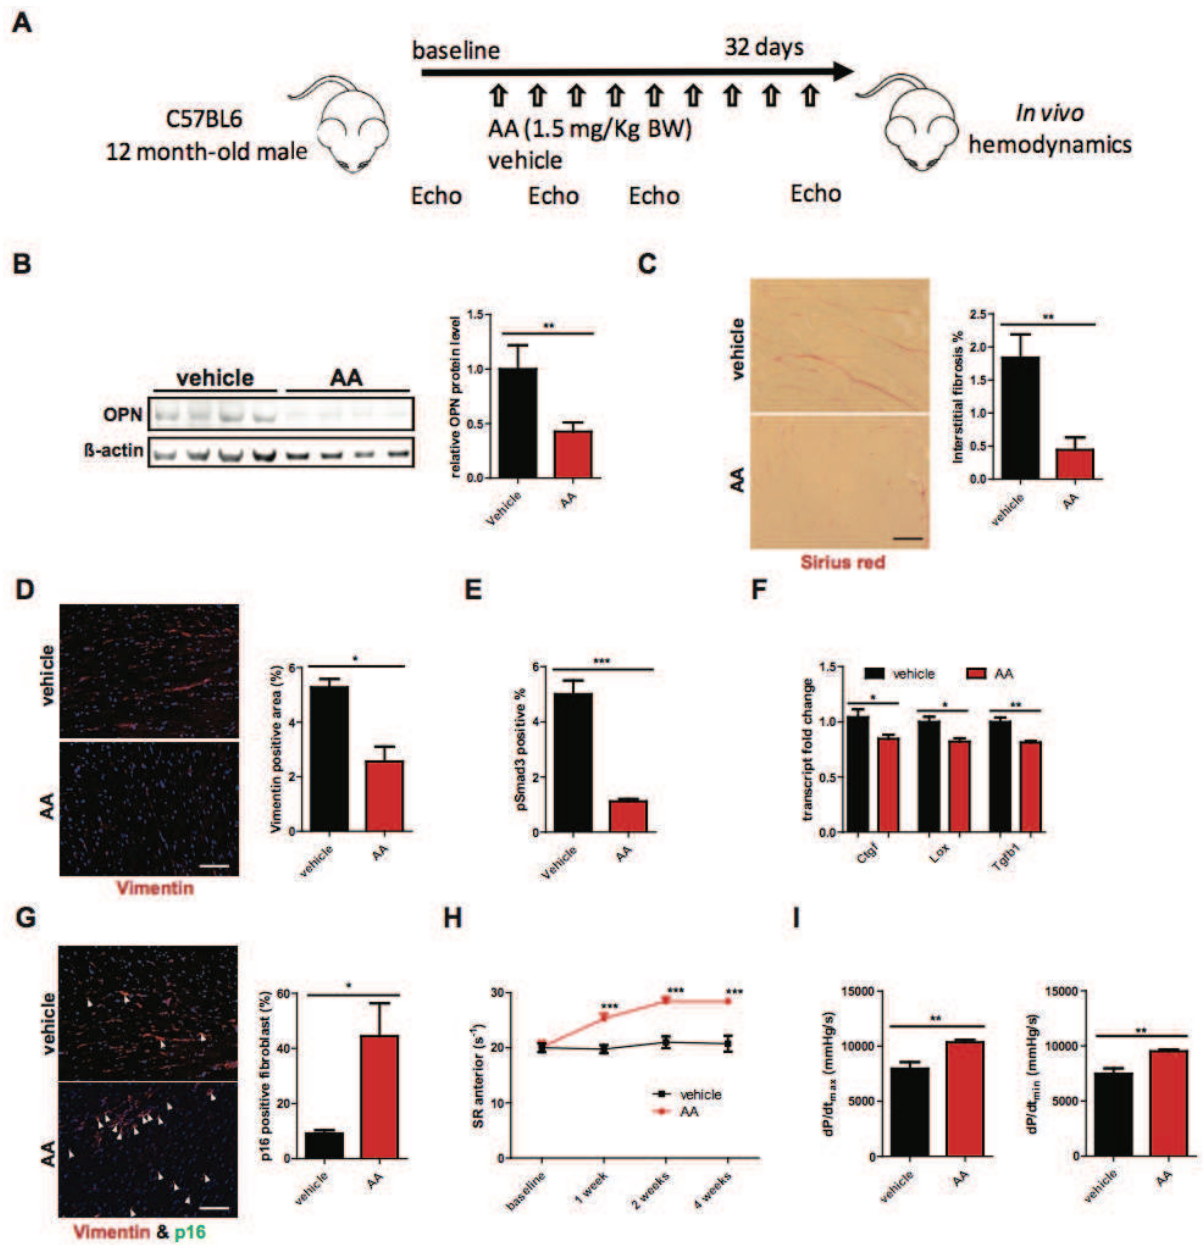 A
baseline
32 days
C57BL6
12 month-old male
AA (1.5 mg/Kg BW)
vehicle
In vivo
hemodynamics
Echo
Echo
Echo
Echo
B
vehicle
AA
OPN
ß-actin
relative OPN protein level
1.5
1.0
0.5
0.0
**
Vehicle
AA
C
vehicle
AA
Sirius red
Interstitial fibrosis %
2.5
2.0
1.5
1.0
0.5
0.0
**
vehicle
AA
D
vehicle
AA
Vimentin
Vimentin positive area (%)
6
4
2
0
*
vehicle
AA
E
pSmad3 positive %
6
4
2
0
***
Vehicle
AA
F
transcript fold change
1.5
1.0
0.5
0.0
vehicle
AA
*
*
**
Ctgf
Lox
Tgfb1
G
vehicle
AA
Vimentin & p16
p16 positive fibroblast (%)
60
40
20
0
*
vehicle
AA
H
SR anterior (s-1)
30
20
10
0
***
***
***
vehicle
AA
baseline
1 week
2 weeks
4 weeks
I
dP/dtmax (mmHg/s)
15000
10000
5000
0
**
vehicle
AA
dP/dtmin (mmHg/s)
15000
10000
5000
0
**
vehicle
AA